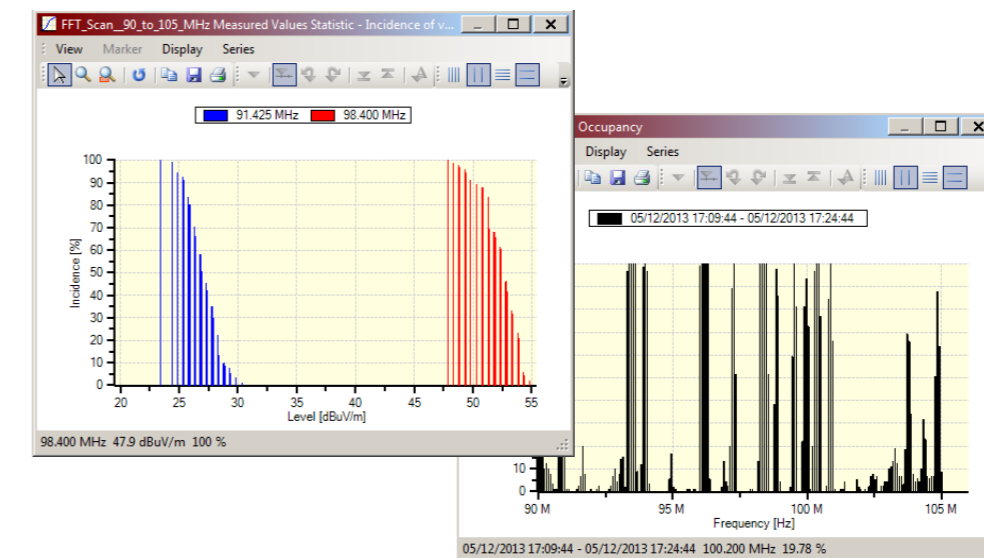 FFT_Scan__90_to_105_MHz Measured Values Statistic - Incidence of v...
View Marker Display Series
91.425 MHz 98.400 MHz
100
90
80
70
60
50
40
30
20
10
0
Incidence [%]
20 25 30 35 40 45 50 55
Level [dBuV/m]
98.400 MHz 47.9 dBuV/m 100 %
Occupancy
Display Series
05/12/2013 17:09:44 - 05/12/2013 17:24:44
10
0
90 M 95 M 100 M 105 M
Frequency [Hz]
05/12/2013 17:09:44 - 05/12/2013 17:24:44 100.200 MHz 19.78 %